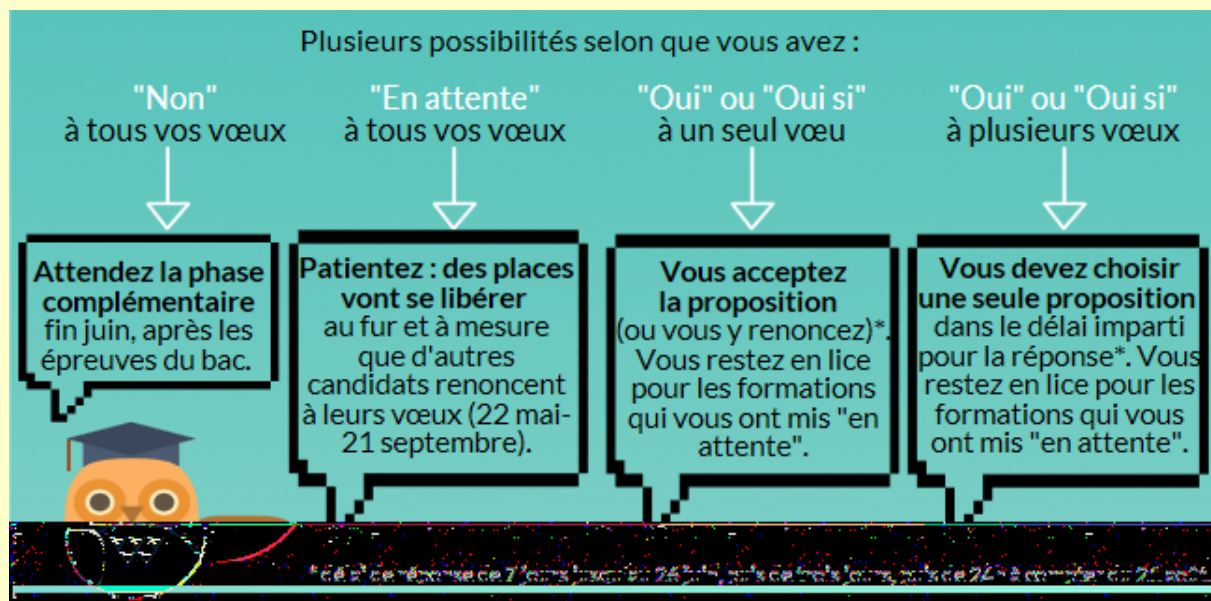 Plusieurs possibilités selon que vous avez :
"Non"
à tous vos vœux
"En attente"
à tous vos vœux
"Oui" ou "Oui si"
à un seul vœu
"Oui" ou "Oui si"
à plusieurs vœux
Attendez la phase
complémentaire
fin juin, après les
épreuves du bac.
Patientez : des places
vont se libérer
au fur et à mesure
que d'autres
candidats renoncent
à leurs vœux (22 mai-
21 septembre).
Vous acceptez
la proposition
(ou vous y renoncez)*.
Vous restez en lice
pour les formations
qui vous ont mis "en
attente".
Vous devez choisir
une seule proposition
dans le délai imparti
pour la réponse*. Vous
restez en lice pour les
formations qui vous
ont mis "en attente".